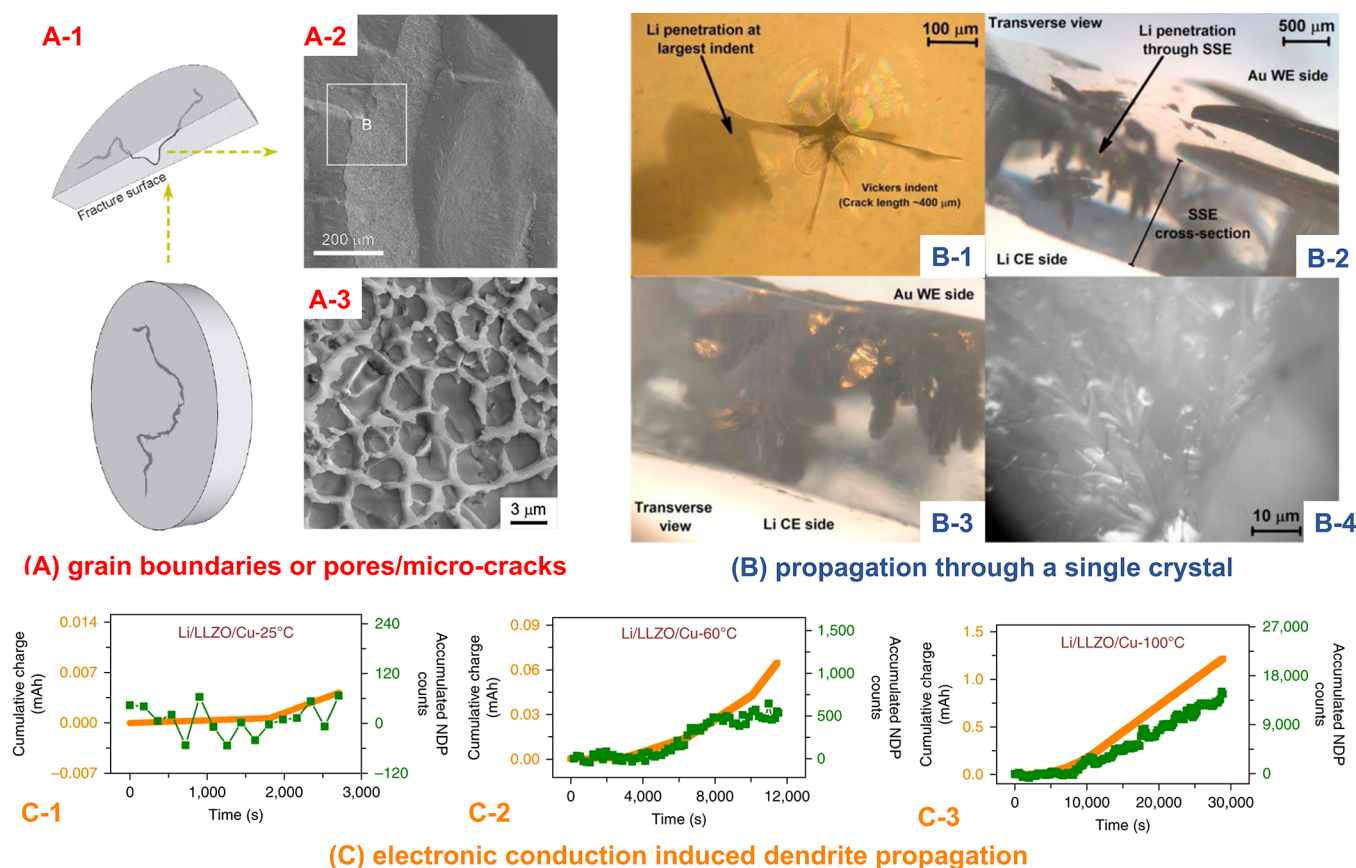 A-1
Fracture surface
A-2
B
200 μm
A-3
3 μm
(A) grain boundaries or pores/micro-cracks
Li penetration at
largest indent
100 μm
Vickers indent
(Crack length ~400 μm)
B-1
Transverse view
Li penetration
through SSE
500 μm
Au WE side
SSE
cross-section
Li CE side
B-2
Au WE side
Transverse
view
Li CE side
B-3
10 μm
B-4
(B) propagation through a single crystal
Li/LLZO/Cu-25°C
Cumulative charge
(mAh)
0.014
0.007
0.000
−0.007
240
120
0
−120
Accumulated NDP
counts
0
1,000
2,000
3,000
Time (s)
C-1
Li/LLZO/Cu-60°C
Cumulative charge
(mAh)
0.09
0.06
0.03
0.00
1,500
1,000
500
0
Accumulated NDP
counts
0
4,000
8,000
12,000
Time (s)
C-2
Li/LLZO/Cu-100°C
Cumulative charge
(mAh)
1.5
1.0
0.5
0.0
27,000
18,000
9,000
0
Accumulated NDP
counts
0
10,000
20,000
30,000
Time (s)
C-3
(C) electronic conduction induced dendrite propagation